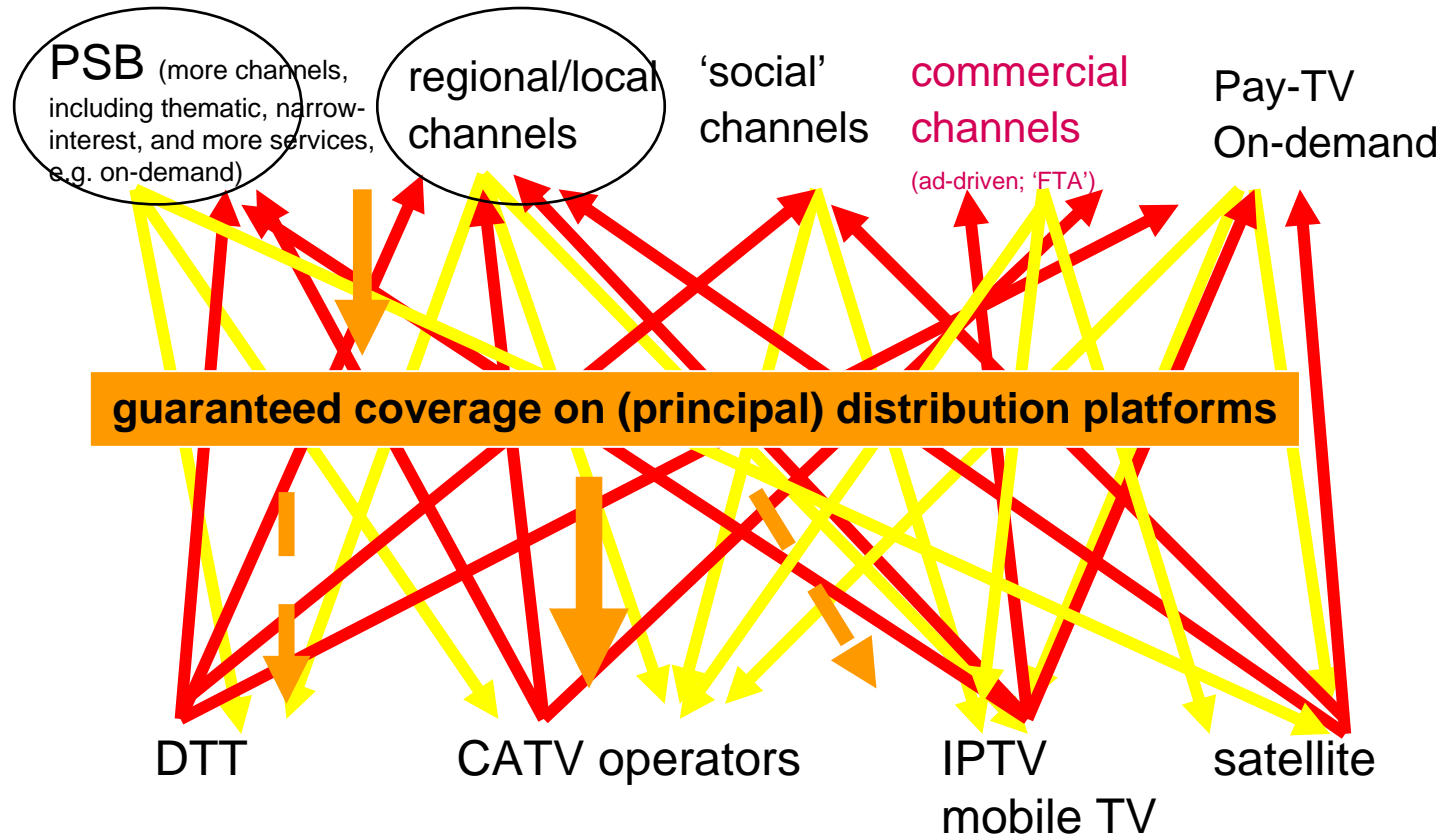 PSB (more channels,
including thematic, narrow-
interest, and more services,
e.g. on-demand)
regional/local
channels
‘social’
channels
commercial
channels
(ad-driven; ‘FTA’)
Pay-TV
On-demand
guaranteed coverage on (principal) distribution platforms
DTT
CATV operators
IPTV
mobile TV
satellite